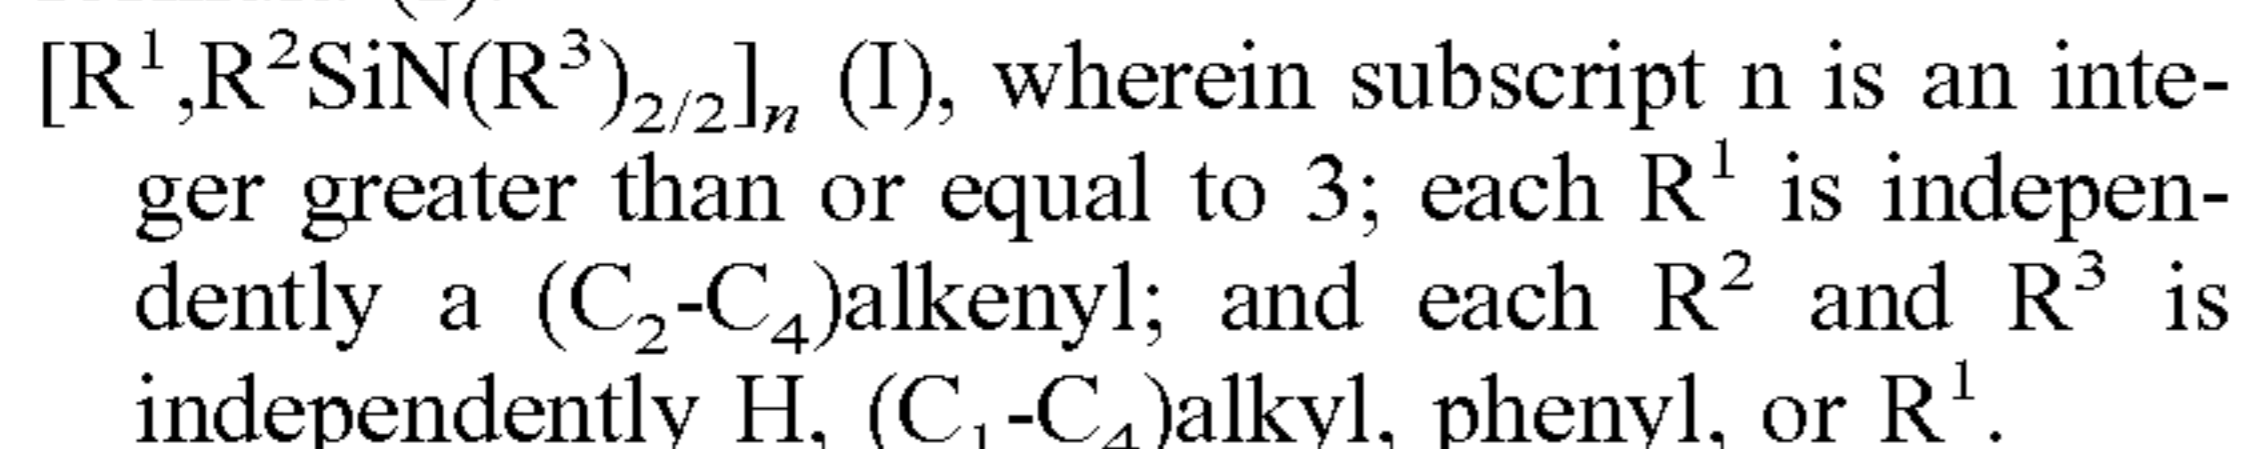 [R¹,R²SiN(R³)₂/₂]ₙ (I), wherein subscript n is an inte-
ger greater than or equal to 3; each R¹ is indepen-
dently a (C₂-C₄)alkenyl; and each R² and R³ is
independently H, (C₁-C₄)alkyl, phenyl, or R¹.